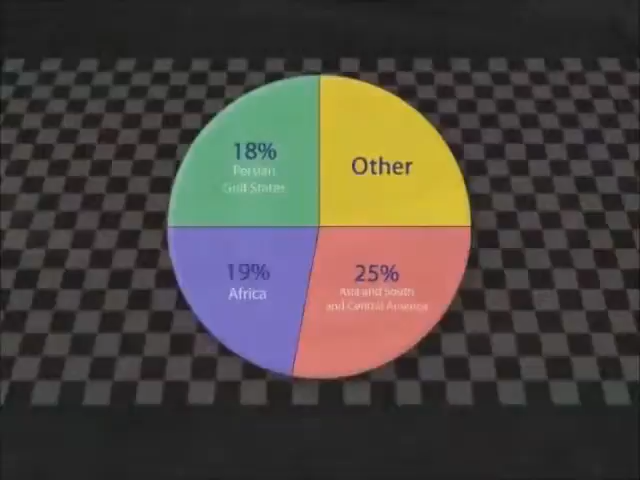 18%
Persian
Gulf States
Other
19%
Africa
25%
Asia and South
and Central America